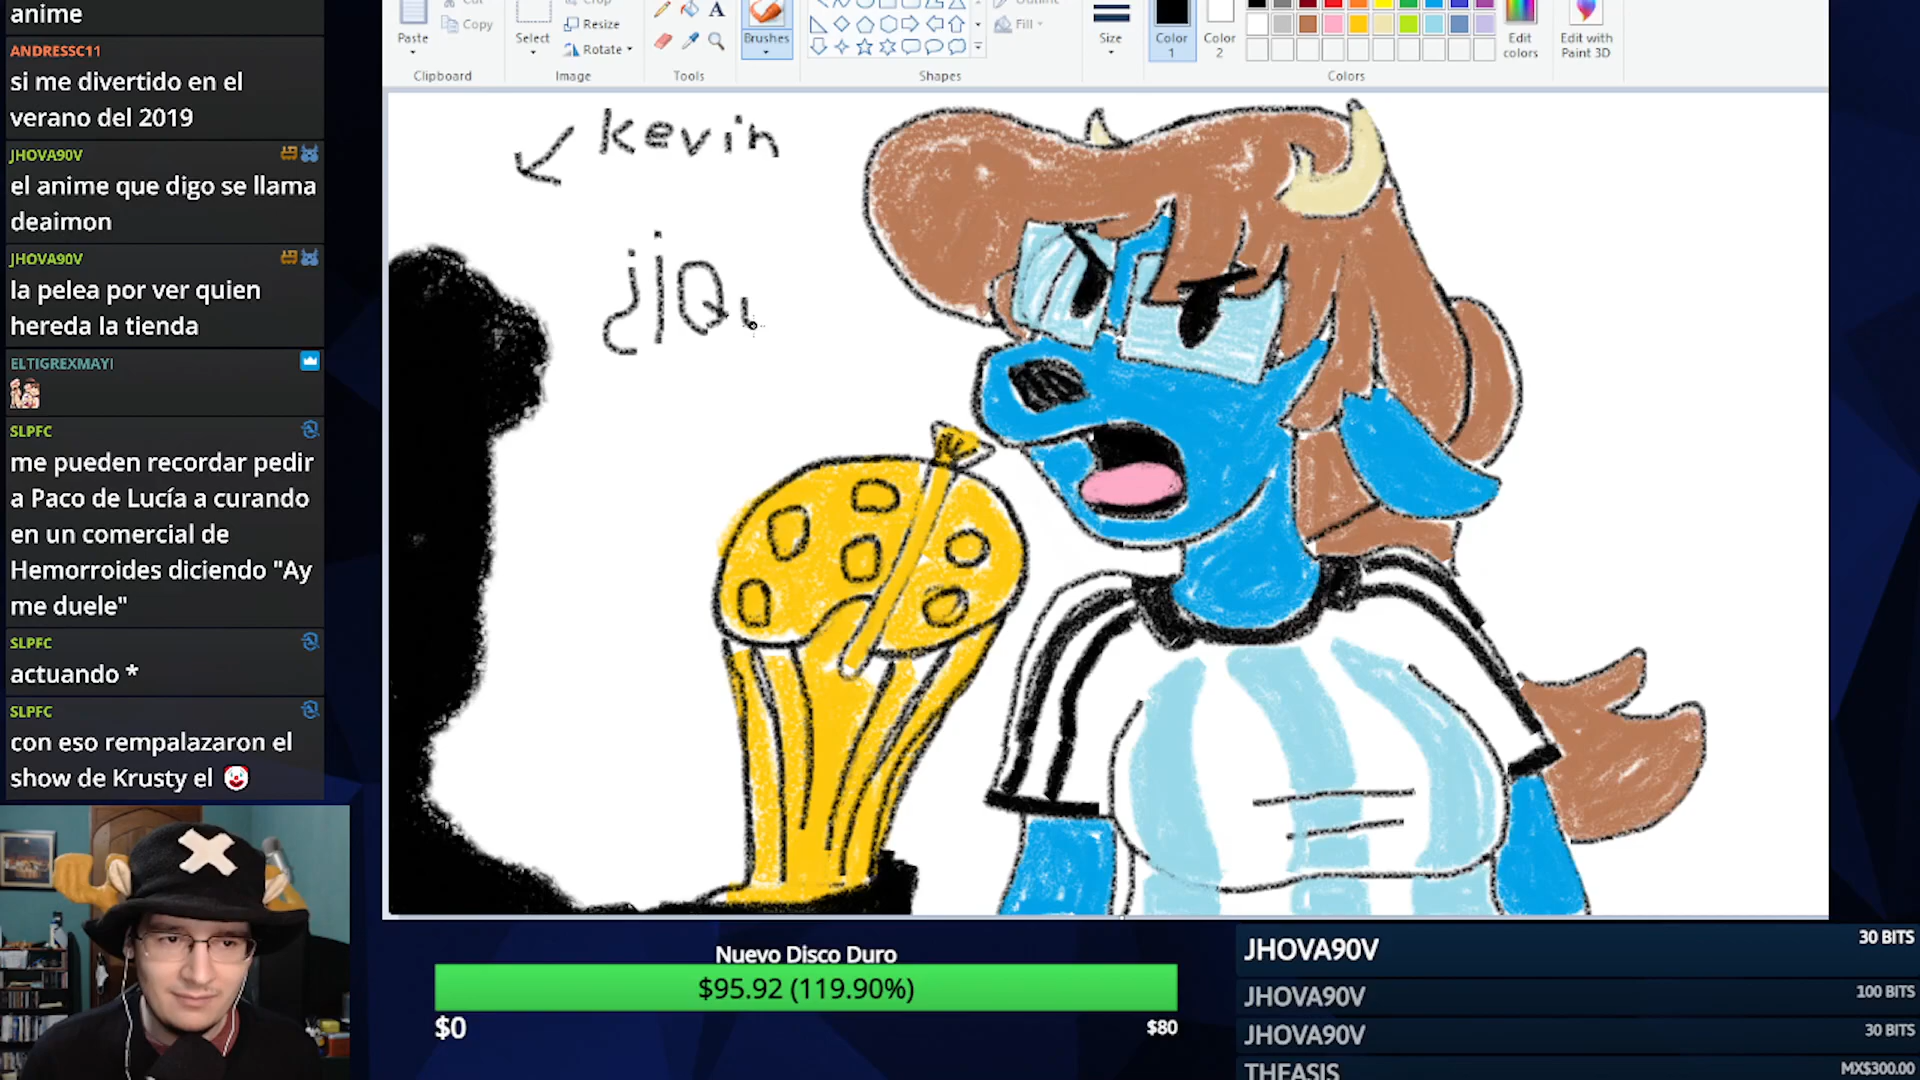 anime
ANDRESSC11
si me divertido en el
verano del 2019
JHOVA90V
el anime que digo se llama
deaimon
JHOVA90V
la pelea por ver quien
hereda la tienda
ELTIGREXMAYI
SLPFC
me pueden recordar pedir
a Paco de Lucía a curando
en un comercial de
Hemorroides diciendo "Ay
me duele"
SLPFC
actuando *
SLPFC
con eso rempalazaron el
show de Krusty el 🤡
Paste
Cut
Copy
Clipboard
Select
Crop
Resize
Rotate
Image
A
Tools
Brushes
Outline
Fill
Shapes
Size
Color
1
Color
2
Edit
colors
Edit with
Paint 3D
Colors
Kevin
¿¡Qu
Nuevo Disco Duro
$95.92 (119.90%)
$0
$80
JHOVA90V
30 BITS
JHOVA90V
100 BITS
JHOVA90V
30 BITS
THEASIS
MX$300.00